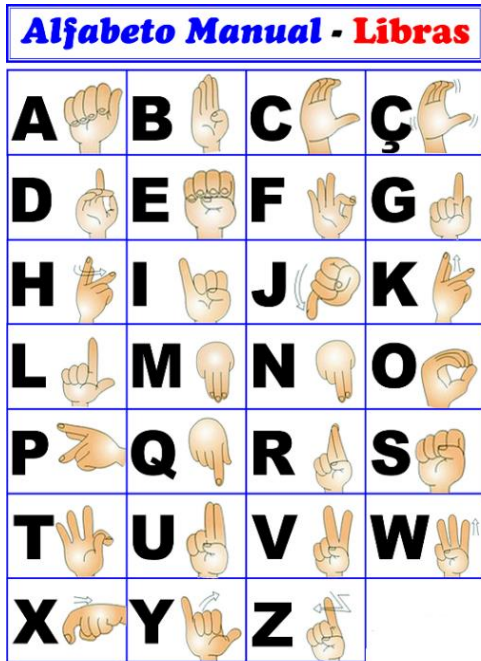 Alfabeto Manual - Libras
A B C Ç
D E F G
H I J K
L M N O
P Q R S
T U V W
X Y Z